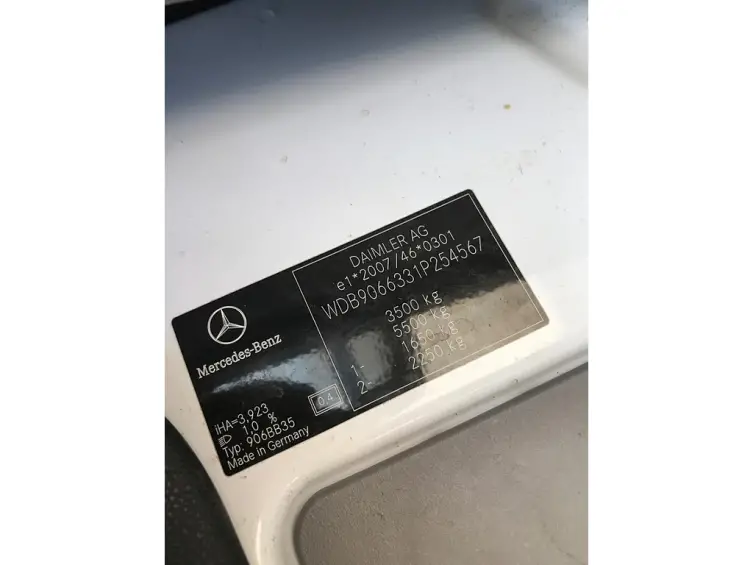 DAIMLER AG
e1*2007/46*0301
WDB9066331P254567
3500 kg
5500 kg
1- 1650 kg
2- 2250 kg
Mercedes-Benz
0.4
iHA=3,923
1,0 %
Typ: 906BB35
Made in Germany